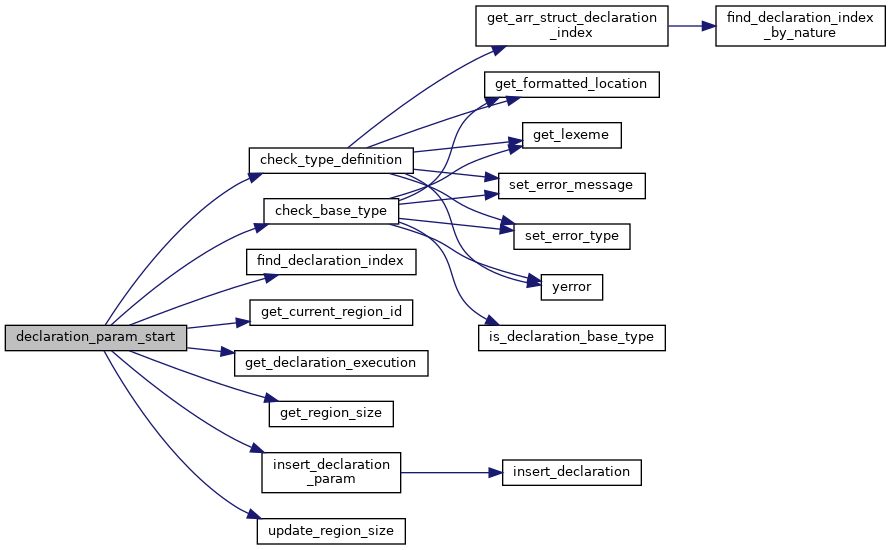 get_arr_struct_declaration
_index
find_declaration_index
_by_nature
get_formatted_location
get_lexeme
check_type_definition
set_error_message
check_base_type
set_error_type
find_declaration_index
yerror
get_current_region_id
declaration_param_start
is_declaration_base_type
get_declaration_execution
get_region_size
insert_declaration
_param
insert_declaration
update_region_size